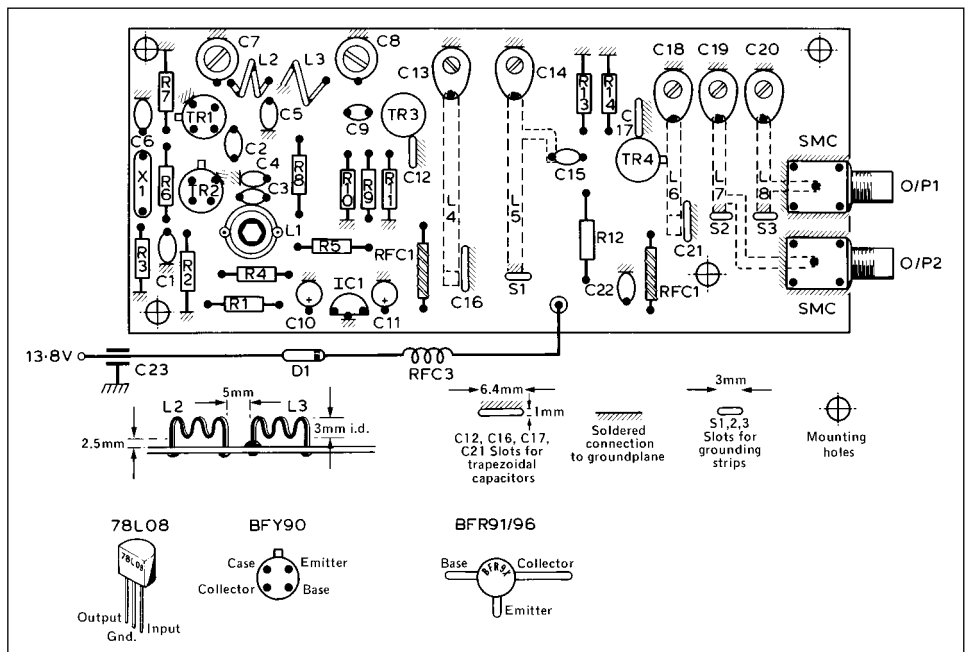 C7
L2
L3
C8
C13
C14
C18
C19
C20
R7
TR1
C5
C9
TR3
R13
R14
C17
SMC
C6
C2
C12
TR4
C15
X1
R6
TR2
C4
C3
R8
R10
R9
R11
L4
L5
L6
L7
L8
O/P1
L1
S2
S3
C21
R3
C1
R2
R5
RFC1
R12
O/P2
R4
C16
S1
R1
C10
IC1
C11
C22
RFC1
SMC
13·8V
C23
D1
RFC3
5mm
L2
L3
2.5mm
3mm i.d.
6.4mm
1mm
C12, C16, C17,
C21 Slots for
trapezoidal
capacitors
Soldered
connection
to groundplane
3mm
S1,2,3
Slots for
grounding
strips
Mounting
holes
78L08
78L08
Output
Gnd.
Input
BFY90
Case
Emitter
Collector
Base
BFR91/96
Base
Collector
BFR9X
Emitter